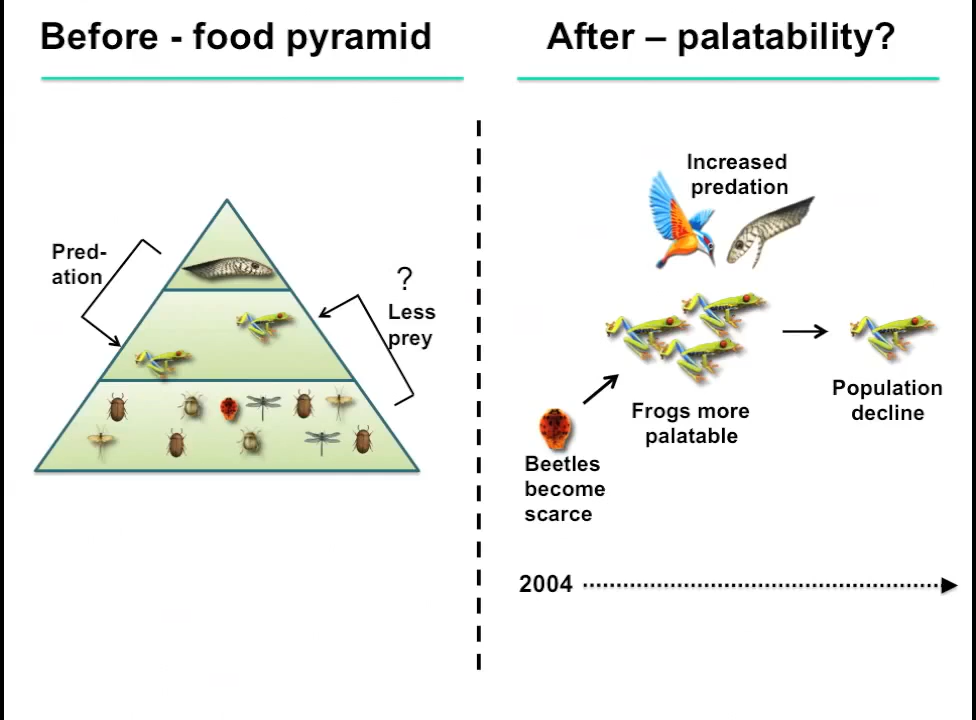 Before - food pyramid
Pred-
ation
?
Less
prey
After – palatability?
Increased
predation
Frogs more
palatable
Population
decline
Beetles
become
scarce
2004